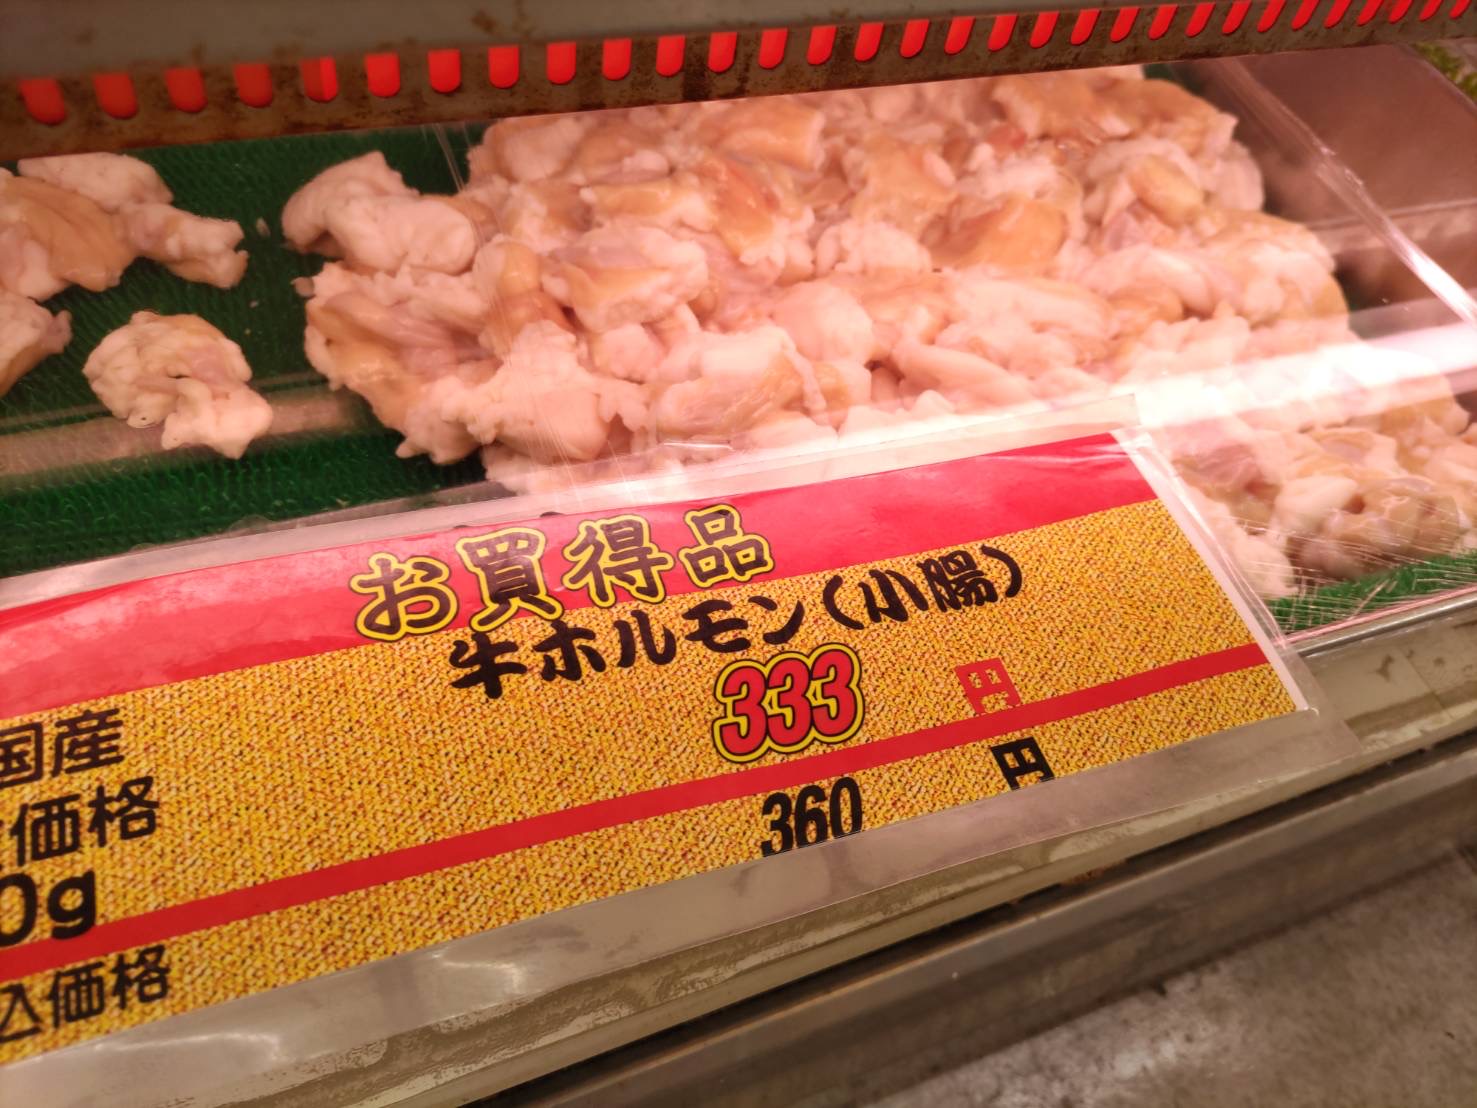 お買得品
牛ホルモン(小腸)
国産
価格
333 円
0g
込価格
360 円